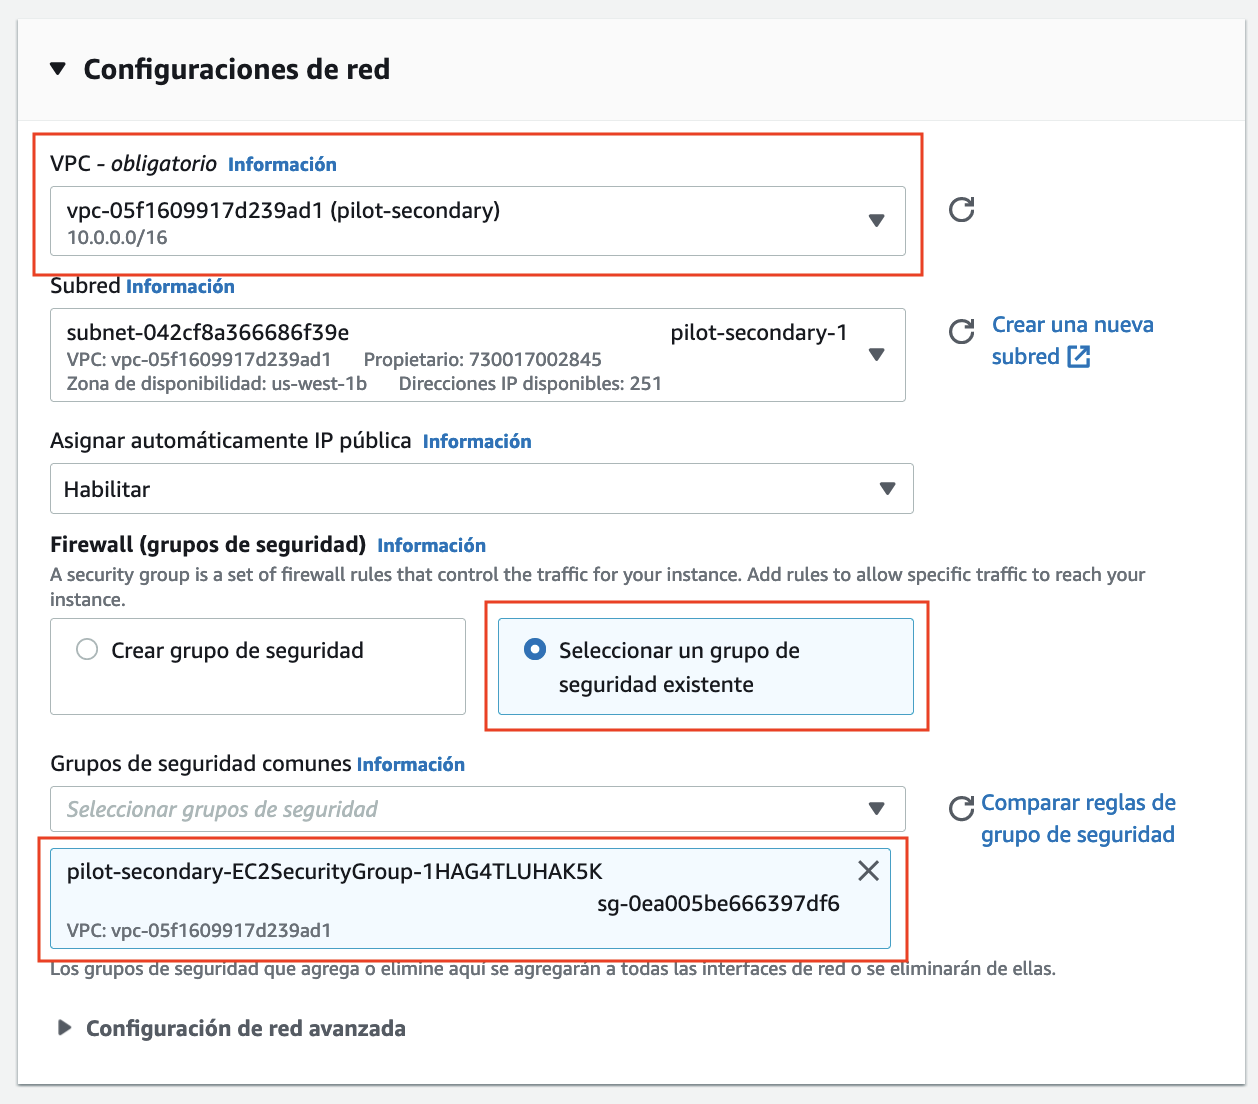 Configuraciones de red
VPC - obligatorio Información
vpc-05f1609917d239ad1 (pilot-secondary)
10.0.0.0/16
Subred Información
subnet-042cf8a366686f39e pilot-secondary-1
VPC: vpc-05f1609917d239ad1 Propietario: 730017002845
Zona de disponibilidad: us-west-1b Direcciones IP disponibles: 251
Crear una nueva
subred
Asignar automáticamente IP pública Información
Habilitar
Firewall (grupos de seguridad) Información
A security group is a set of firewall rules that control the traffic for your instance. Add rules to allow specific traffic to reach your
instance.
Crear grupo de seguridad
Seleccionar un grupo de
seguridad existente
Grupos de seguridad comunes Información
Seleccionar grupos de seguridad
Comparar reglas de
grupo de seguridad
pilot-secondary-EC2SecurityGroup-1HAG4TLUHAK5K
sg-0ea005be666397df6
VPC: vpc-05f1609917d239ad1
Los grupos de seguridad que agrega o elimine aquí se agregarán a todas las interfaces de red o se eliminarán de ellas.
Configuración de red avanzada